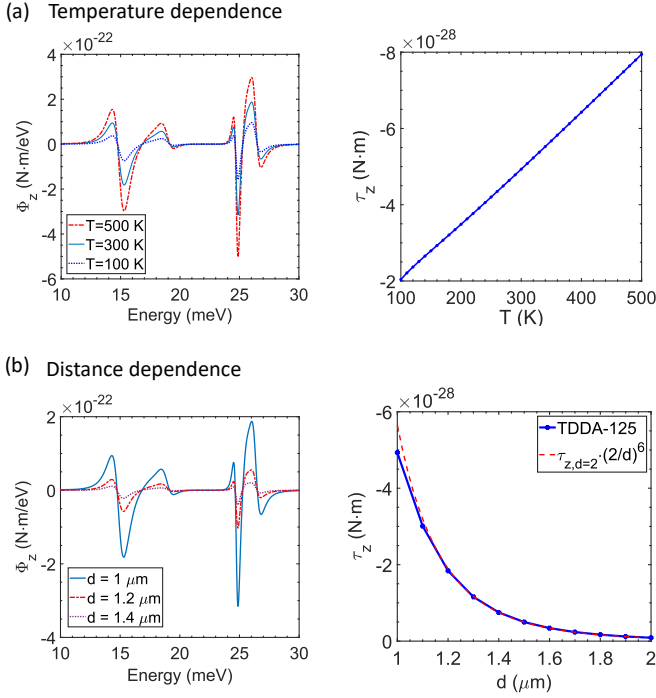 (a) Temperature dependence
×10⁻²²
4
2
0
-2
-4
-6
Φz (N·m/eV)
T=500 K
T=300 K
T=100 K
10 15 20 25 30
Energy (meV)
×10⁻²⁸
-8
-6
-4
-2
τz (N·m)
100 200 300 400 500
T (K)
(b) Distance dependence
×10⁻²²
2
0
-2
-4
Φz (N·m/eV)
d = 1 μm
d = 1.2 μm
d = 1.4 μm
10 15 20 25 30
Energy (meV)
×10⁻²⁸
-6
-4
-2
0
τz (N·m)
TDDA-125
τz,d=2·(2/d)⁶
1 1.2 1.4 1.6 1.8 2
d (μm)